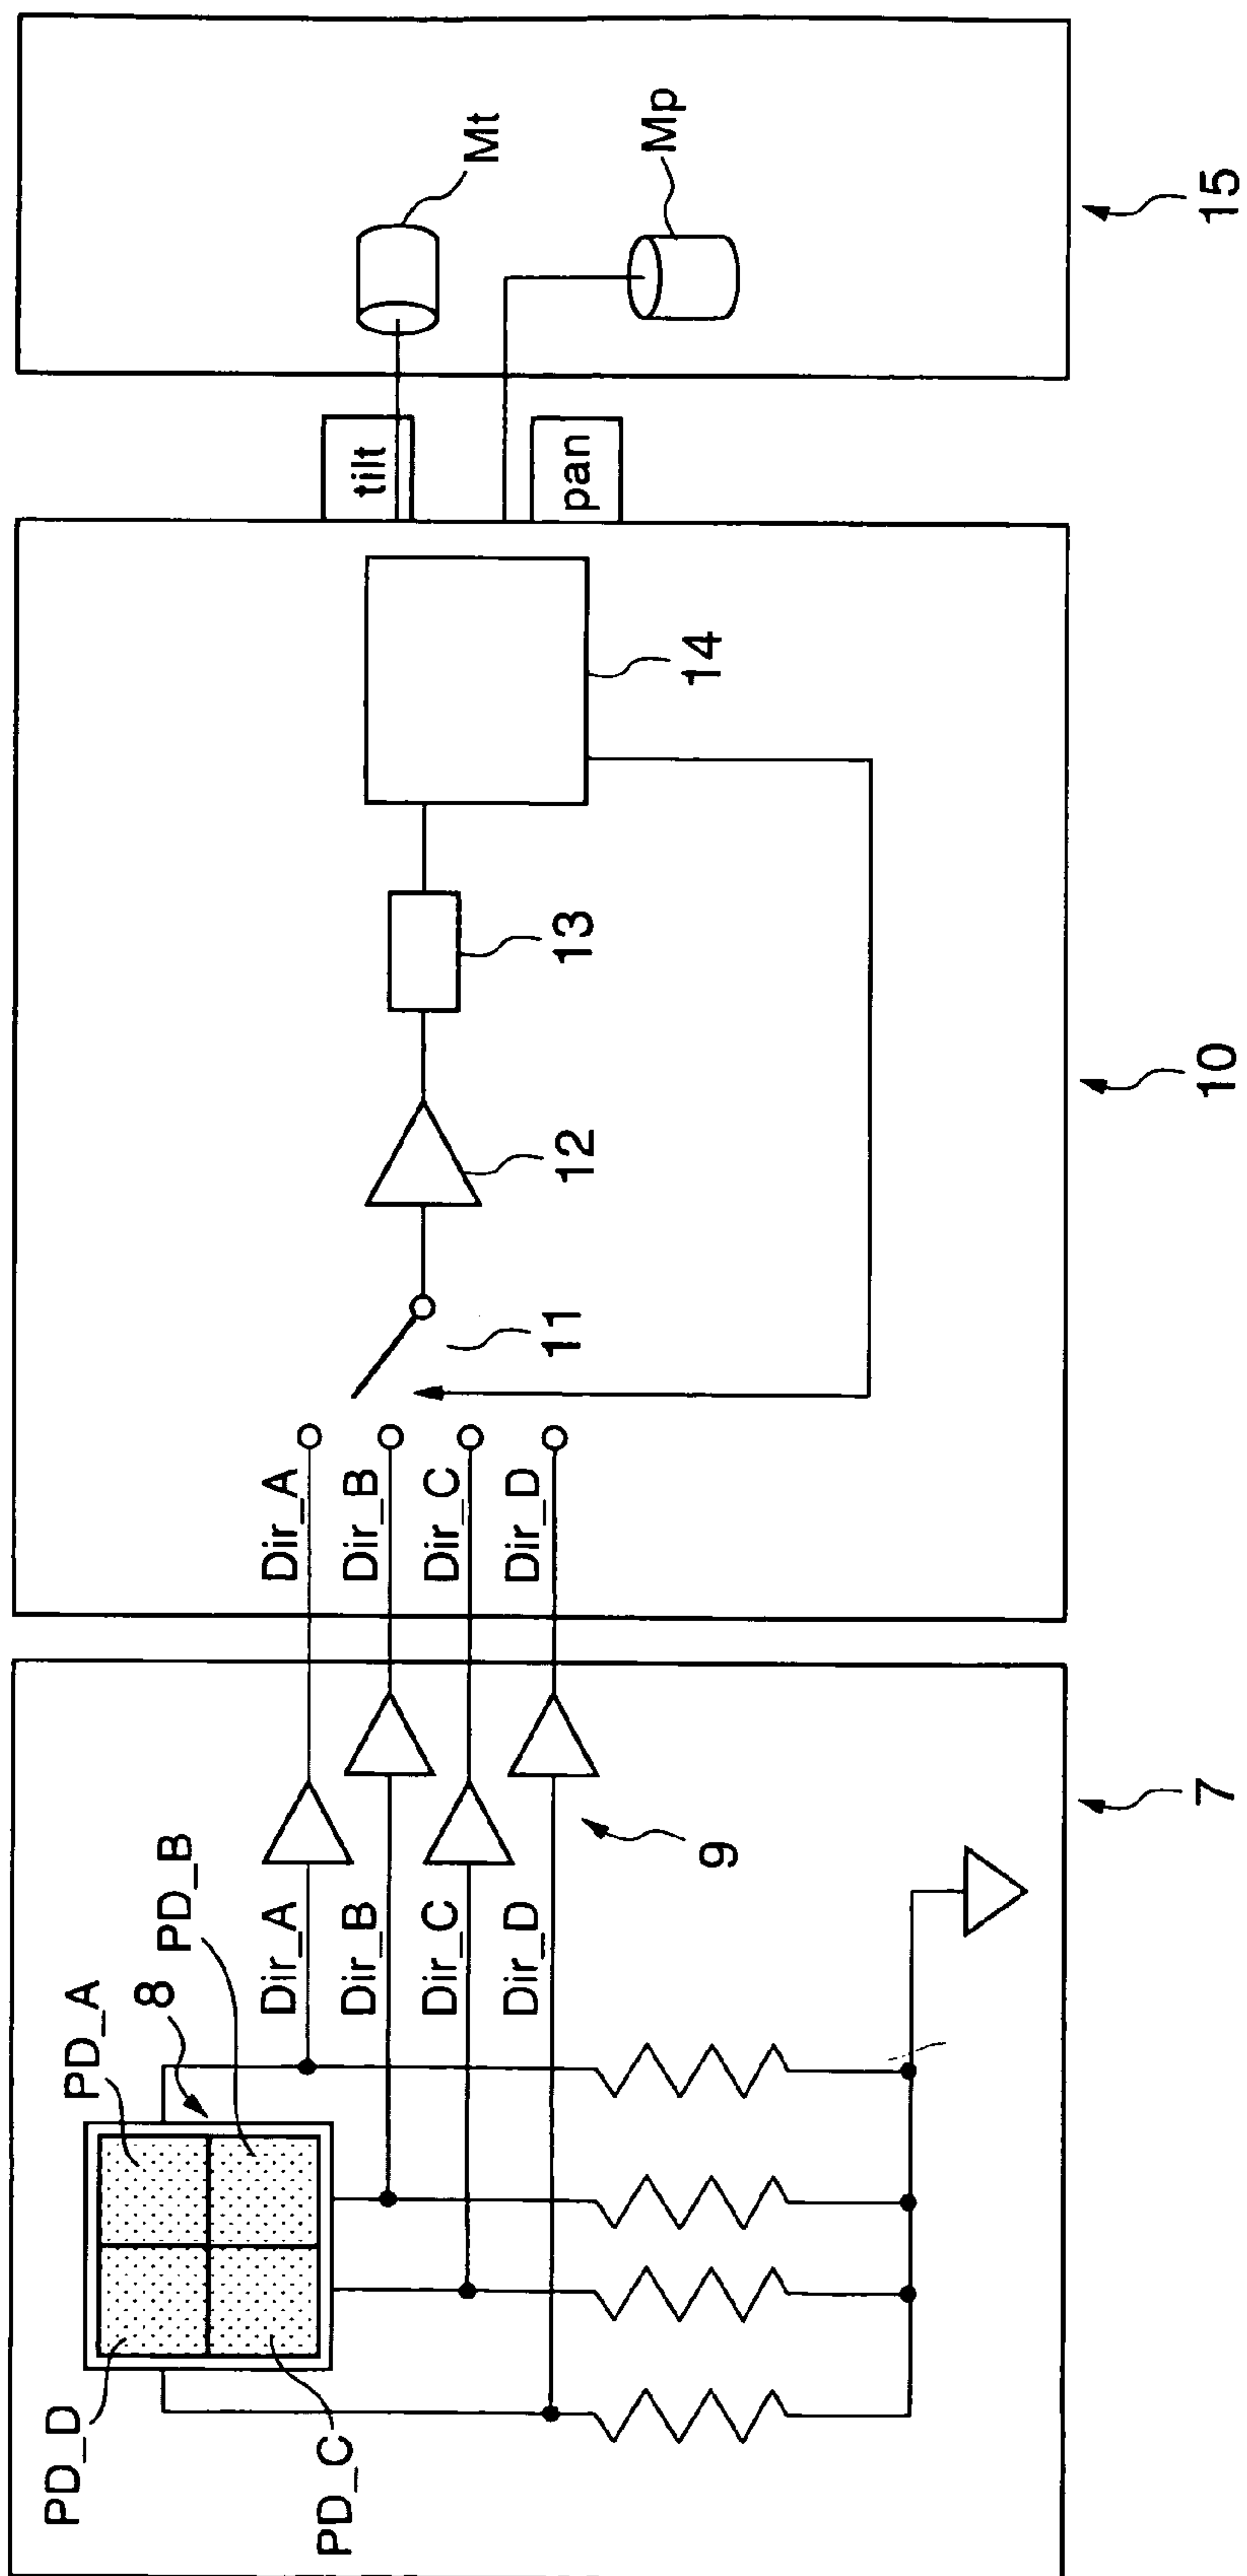 PD_A
8
PD_B
PD_D
PD_C
Dir_A
Dir_B
Dir_C
Dir_D
9
7
Dir_A
Dir_B
Dir_C
Dir_D
11
12
13
14
10
tilt
pan
Mt
Mp
15